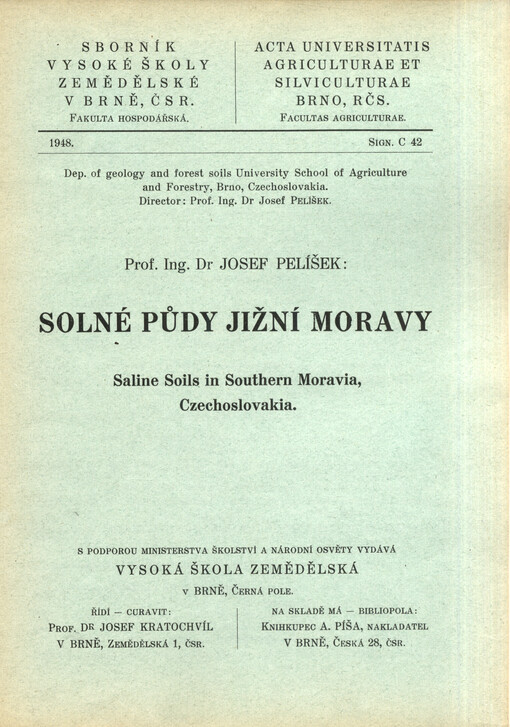 SBORNÍK
VYSOKÉ ŠKOLY
ZEMĚDĚLSKÉ
V BRNĚ, ČSR.
FAKULTA HOSPODÁŘSKÁ.
ACTA UNIVERSITATIS
AGRICULTURAE ET
SILVICULTURAE
BRNO, RČS.
FACULTAS AGRICULTURAE.
1948.
SIGN. C 42
Dep. of geology and forest soils University School of Agriculture
and Forestry, Brno, Czechoslovakia.
Director: Prof. Ing. Dr Josef PELÍŠEK.
Prof. Ing. Dr JOSEF PELÍŠEK:
SOLNÉ PŮDY JIŽNÍ MORAVY
Saline Soils in Southern Moravia,
Czechoslovakia.
S PODPOROU MINISTERSTVA ŠKOLSTVÍ A NÁRODNÍ OSVĚTY VYDÁVÁ
VYSOKÁ ŠKOLA ZEMĚDĚLSKÁ
V BRNĚ, ČERNÁ POLE.
ŘÍDÍ — CURAVIT:
PROF. DR JOSEF KRATOCHVÍL
V BRNĚ, ZEMĚDĚLSKÁ 1, ČSR.
NA SKLADĚ MÁ — BIBLIOPOLA:
KNIHKUPEC A. PÍŠA, NAKLADATEL
V BRNĚ, ČESKÁ 28, ČSR.